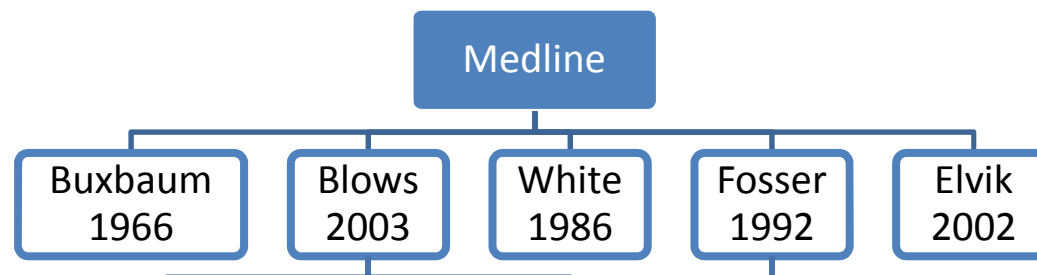 Medline
Buxbaum
1966
Blows
2003
White
1986
Fosser
1992
Elvik
2002